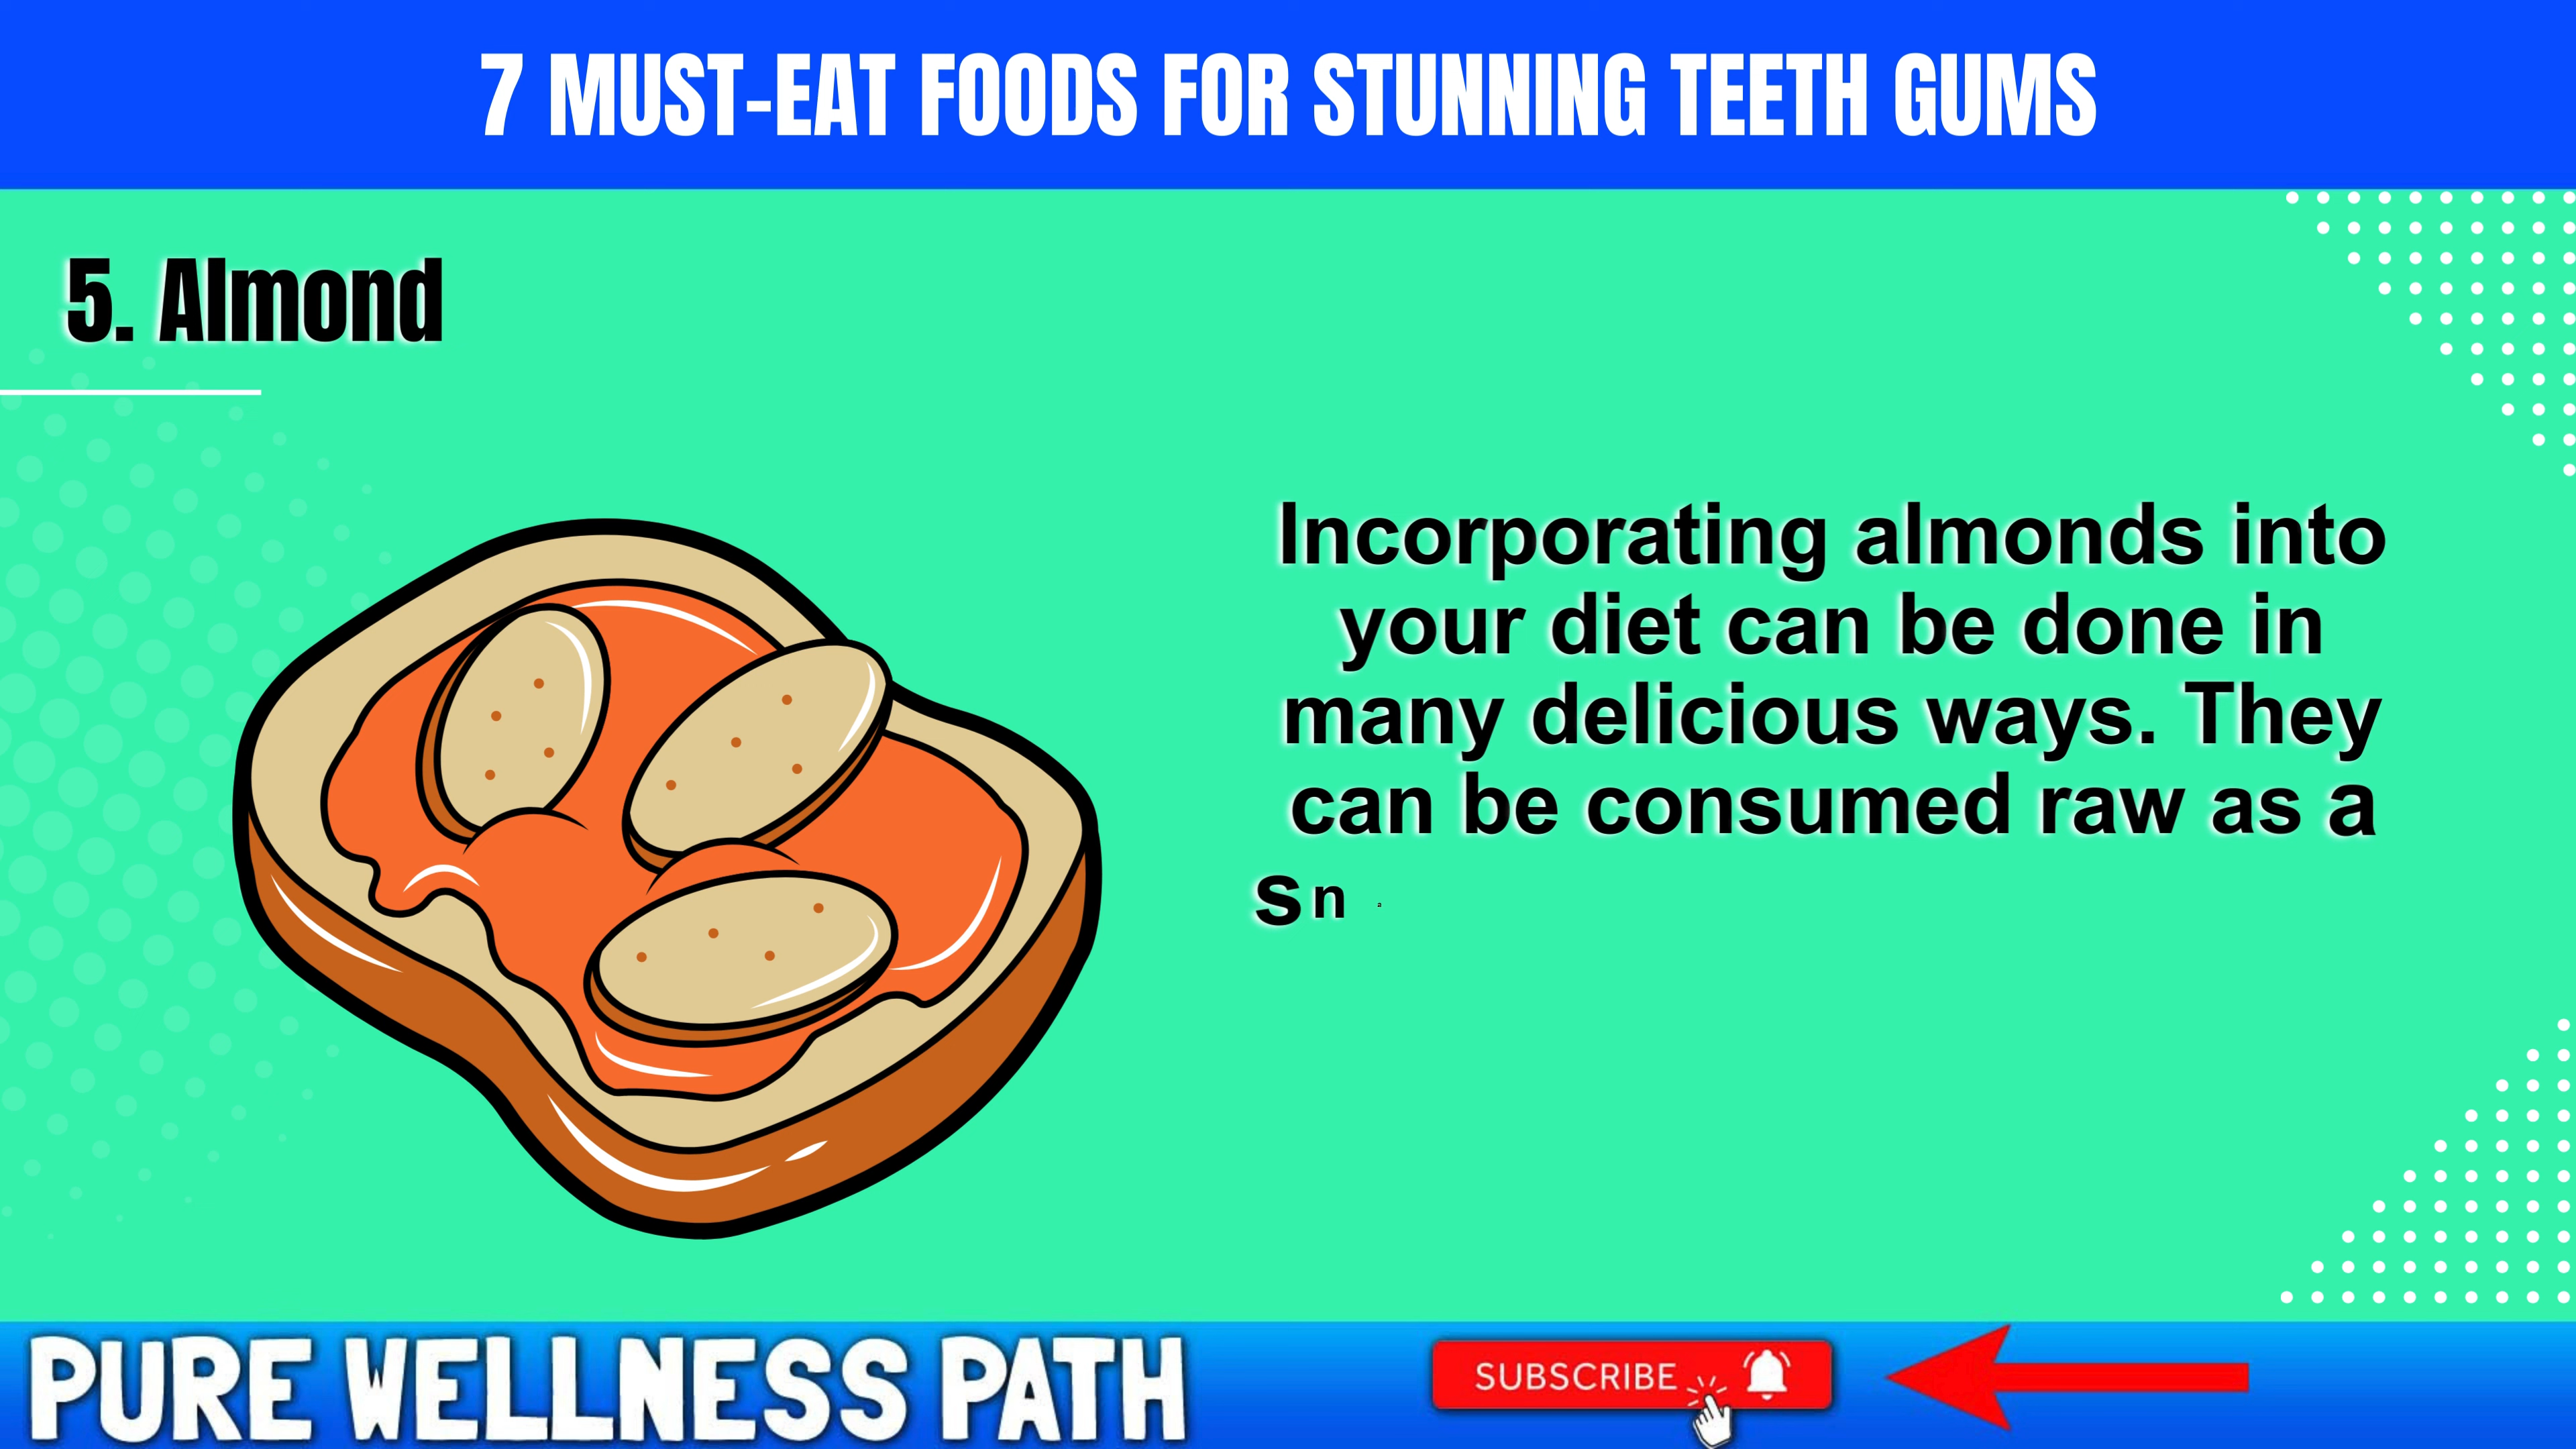 7 MUST-EAT FOODS FOR STUNNING TEETH GUMS
5. Almond
Incorporating almonds into
your diet can be done in
many delicious ways. They
can be consumed raw as a
sn
PURE WELLNESS PATH
SUBSCRIBE